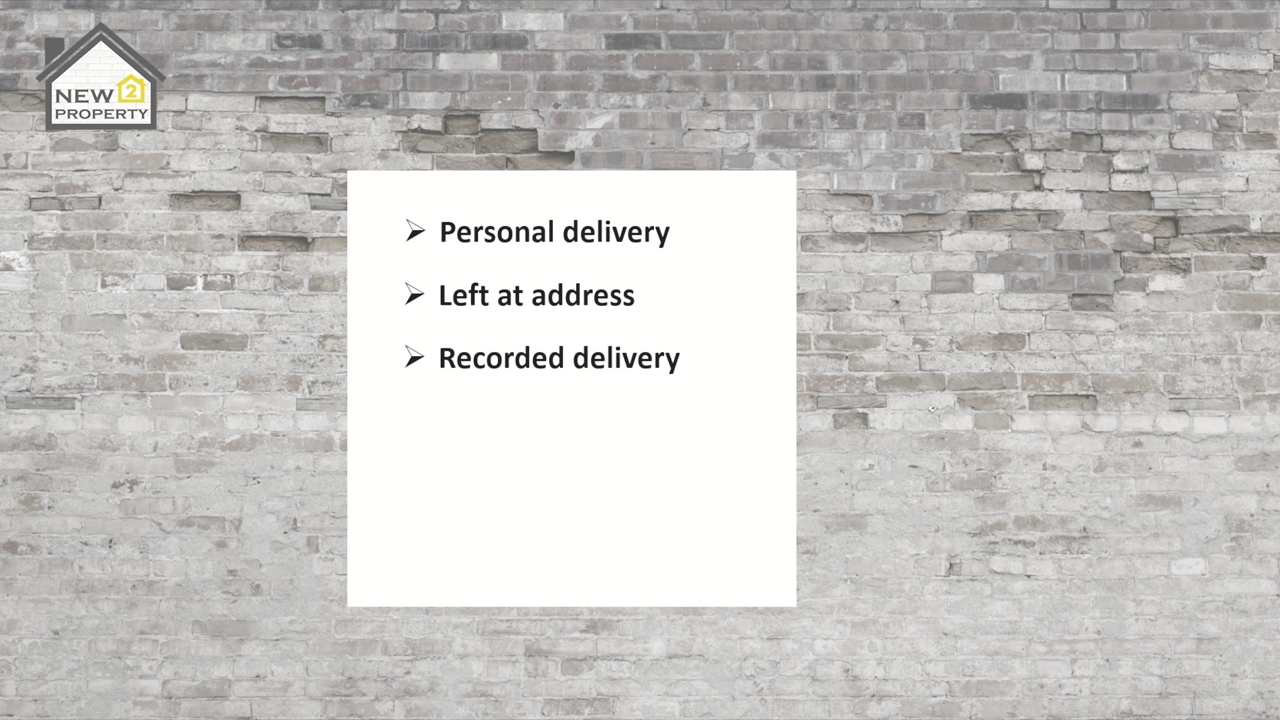 NEW 2
PROPERTY
Personal delivery
Left at address
Recorded delivery